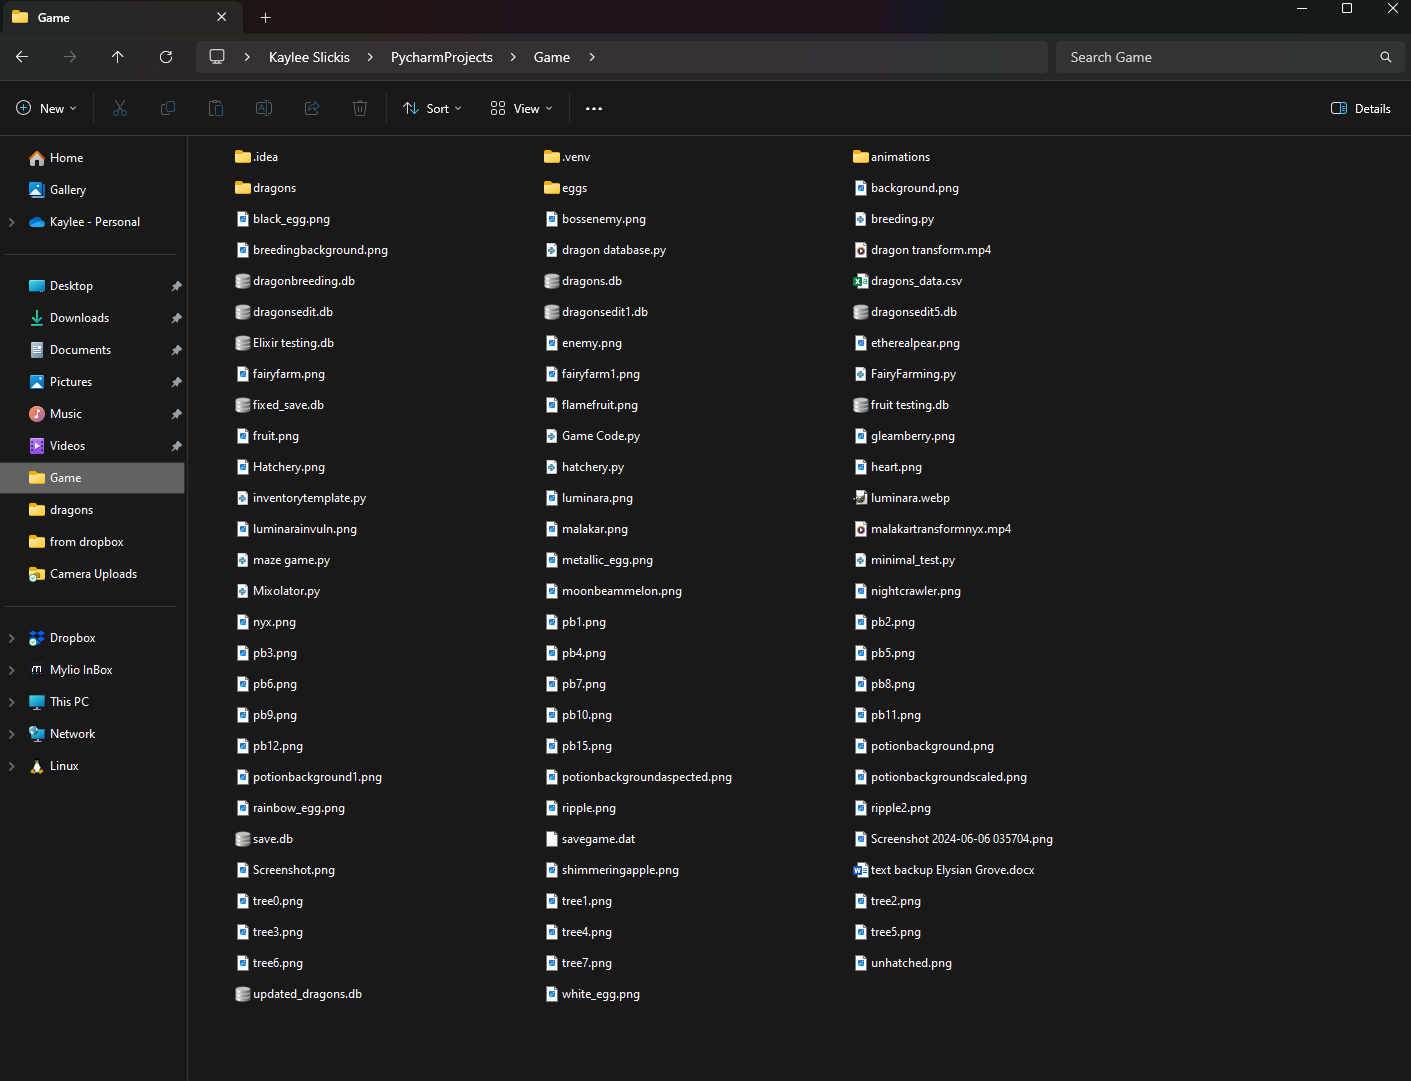 Game
Kaylee Slickis > PycharmProjects > Game >
Search Game
New
Sort
View
Details
Home
Gallery
Kaylee - Personal
Desktop
Downloads
Documents
Pictures
Music
Videos
Game
dragons
from dropbox
Camera Uploads
Dropbox
Mylio InBox
This PC
Network
Linux
.idea .venv animations
dragons eggs background.png
black_egg.png bossenemy.png breeding.py
breedingbackground.png dragon database.py dragon transform.mp4
dragonbreeding.db dragons.db dragons_data.csv
dragonsedit.db dragonsedit1.db dragonsedit5.db
Elixir testing.db enemy.png etherealpear.png
fairyfarm.png fairyfarm1.png FairyFarming.py
fixed_save.db flamefruit.png fruit testing.db
fruit.png Game Code.py gleamberry.png
Hatchery.png hatchery.py heart.png
inventorytemplate.py luminara.png luminara.webp
luminarainvuln.png malakar.png malakartransformnyx.mp4
maze game.py metallic_egg.png minimal_test.py
Mixolator.py moonbeammelon.png nightcrawler.png
nyx.png pb1.png pb2.png
pb3.png pb4.png pb5.png
pb6.png pb7.png pb8.png
pb9.png pb10.png pb11.png
pb12.png pb15.png potionbackground.png
potionbackground1.png potionbackgroundaspected.png potionbackgroundscaled.png
rainbow_egg.png ripple.png ripple2.png
save.db savegame.dat Screenshot 2024-06-06 035704.png
Screenshot.png shimmeringapple.png text backup Elysian Grove.docx
tree0.png tree1.png tree2.png
tree3.png tree4.png tree5.png
tree6.png tree7.png unhatched.png
updated_dragons.db white_egg.png